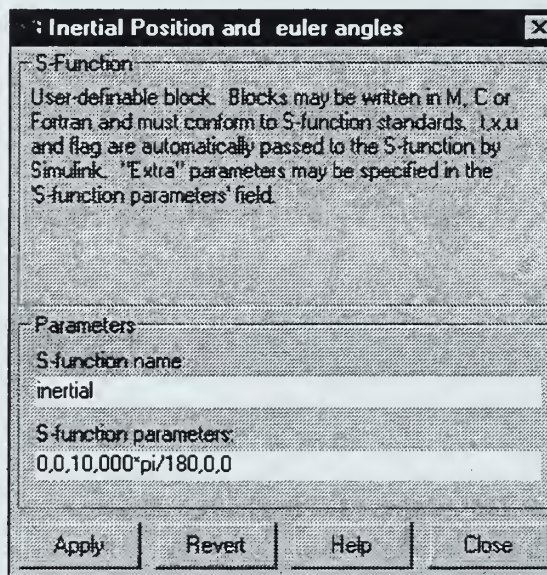 Inertial Position and euler angles
S-Function
User-definable block. Blocks may be written in M, C or
Fortran and must conform to S-function standards. t,x,u
and flag are automatically passed to the S-function by
Simulink. "Extra" parameters may be specified in the
'S-function parameters' field.
Parameters
S-function name:
inertial
S-function parameters:
0,0,10,000*pi/180,0,0
Apply
Revert
Help
Close